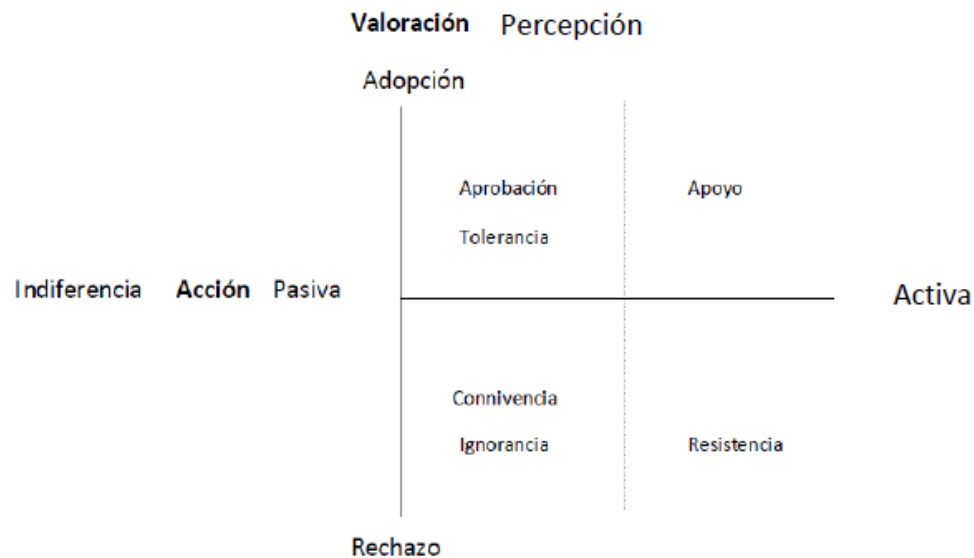 Valoración Percepción
Adopción
Aprobación Apoyo
Tolerancia
Indiferencia Acción Pasiva Activa
Connivencia
Ignorancia Resistencia
Rechazo